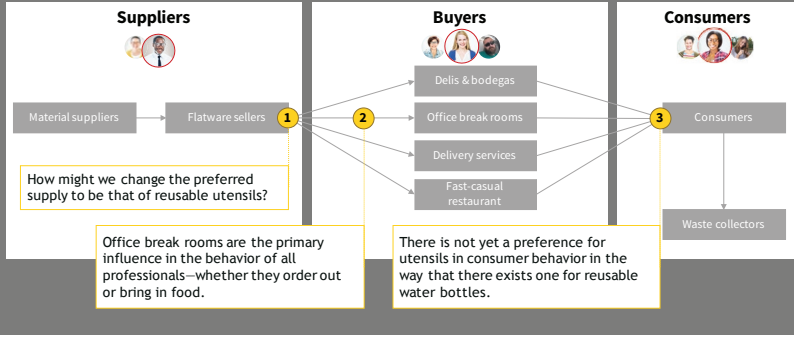 Suppliers
Buyers
Consumers
Delis & bodegas
Material suppliers
Flatware sellers
1
2
Office break rooms
3
Consumers
Delivery services
How might we change the preferred
supply to be that of reusable utensils?
Fast-casual
restaurant
Waste collectors
Office break rooms are the primary
influence in the behavior of all
professionals—whether they order out
or bring in food.
There is not yet a preference for
utensils in consumer behavior in the
way that there exists one for reusable
water bottles.